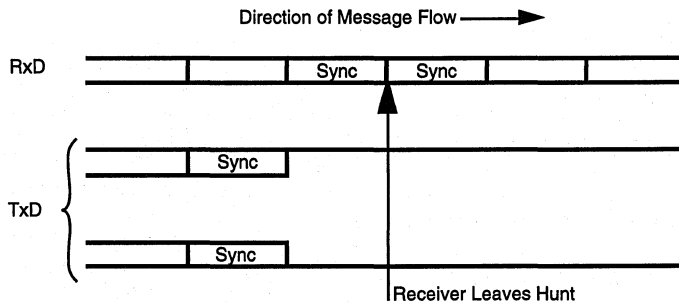 Direction of Message Flow
RxD
Sync
Sync
TxD
Sync
Sync
Receiver Leaves Hunt